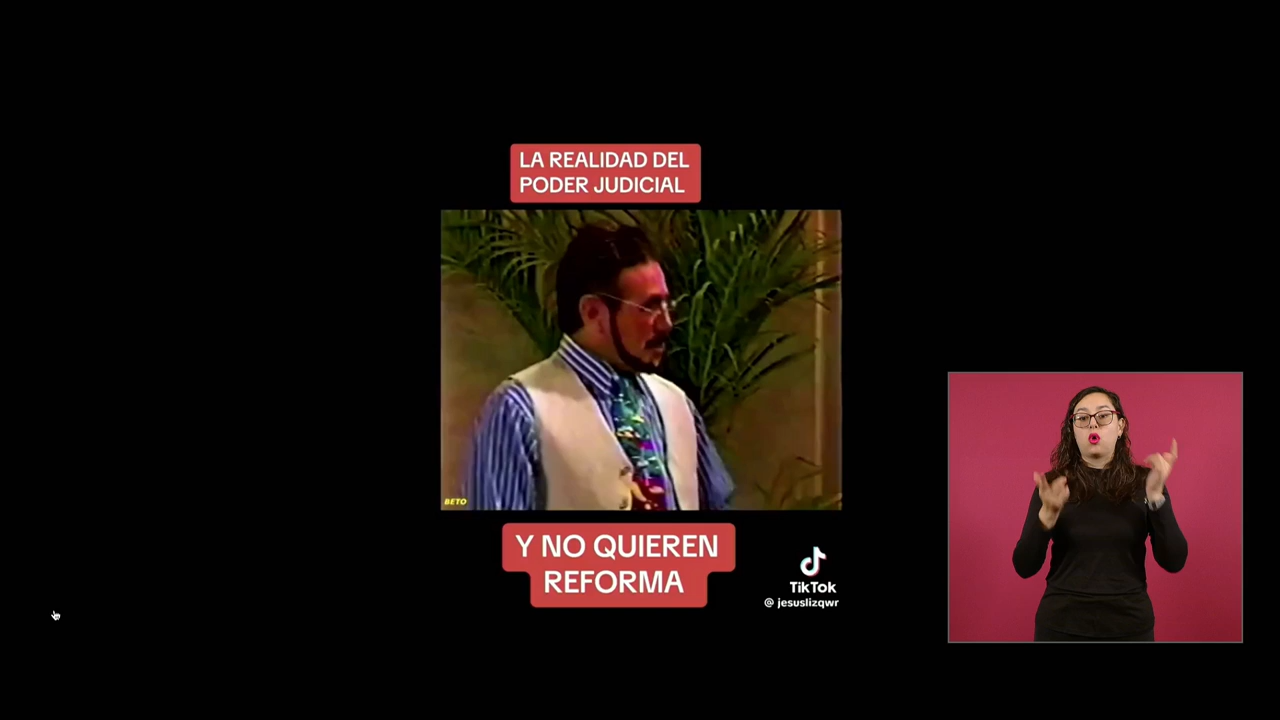 LA REALIDAD DEL
PODER JUDICIAL
BETO
Y NO QUIEREN
REFORMA
TikTok
@ jesuslizqwr